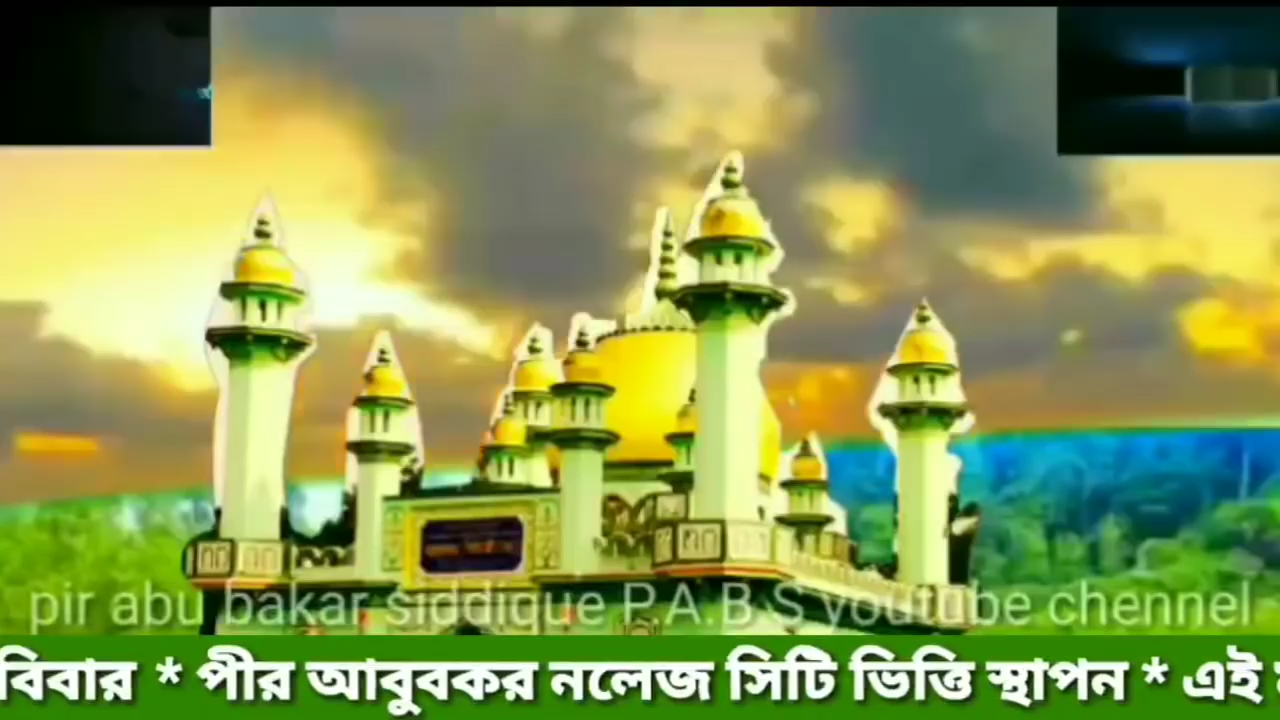 pir abu bakar siddique P.A.B.S youtube chennel
বিবার * পীর আবুবকর নলেজ সিটি ভিত্তি স্থাপন * এই